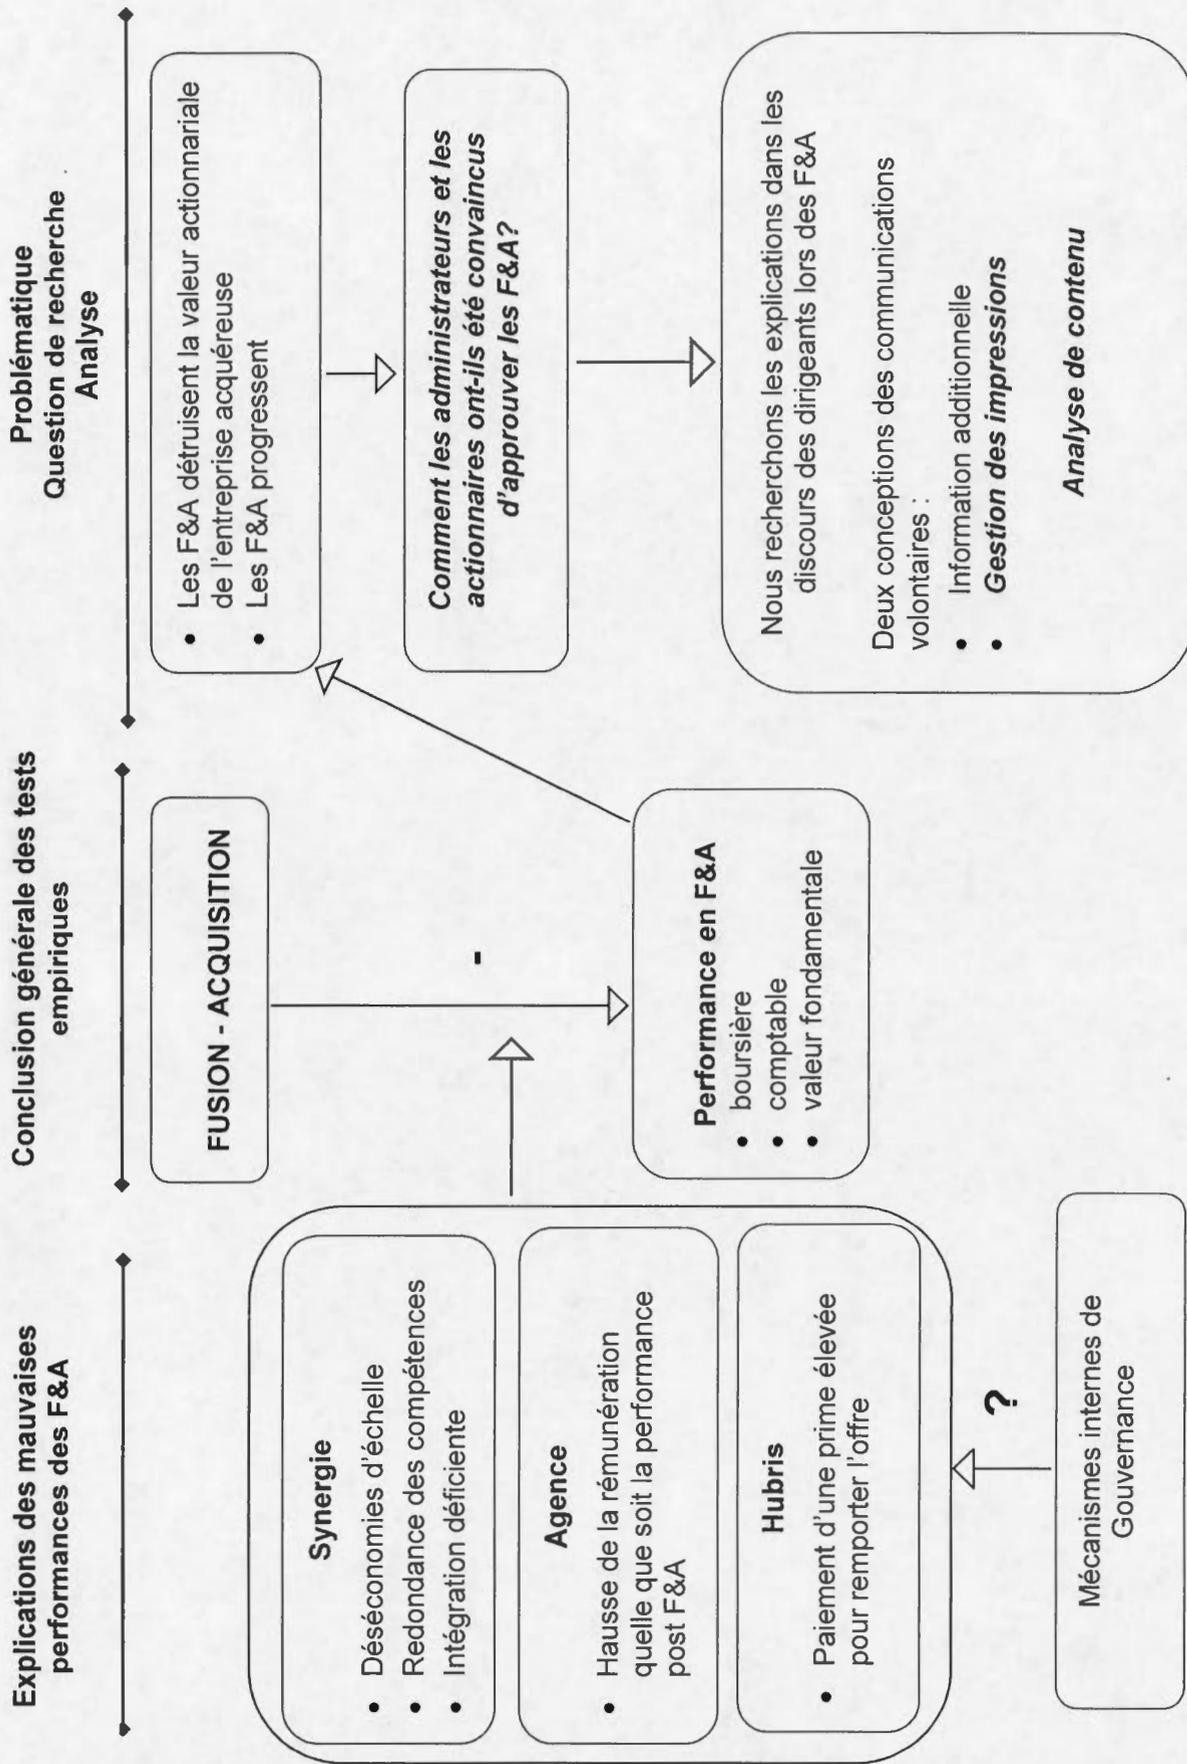 Explications des mauvaises
performances des F&A
Synergie
• Déséconomies d'échelle
• Redondance des compétences
• Intégration déficiente
Agence
• Hausse de la rémunération
quelle que soit la performance
post F&A
Hubris
• Paiement d'une prime élevée
pour remporter l'offre
?
Mécanismes internes de
Gouvernance
Conclusion générale des tests
empiriques
FUSION - ACQUISITION
-
Performance en F&A
• boursière
• comptable
• valeur fondamentale
Problématique
Question de recherche
Analyse
• Les F&A détruisent la valeur actionnariale
de l'entreprise acquéreuse
• Les F&A progressent
Comment les administrateurs et les
actionnaires ont-ils été convaincus
d'approuver les F&A?
Nous recherchons les explications dans les
discours des dirigeants lors des F&A
Deux conceptions des communications
volontaires :
• Information additionnelle
• Gestion des impressions
Analyse de contenu